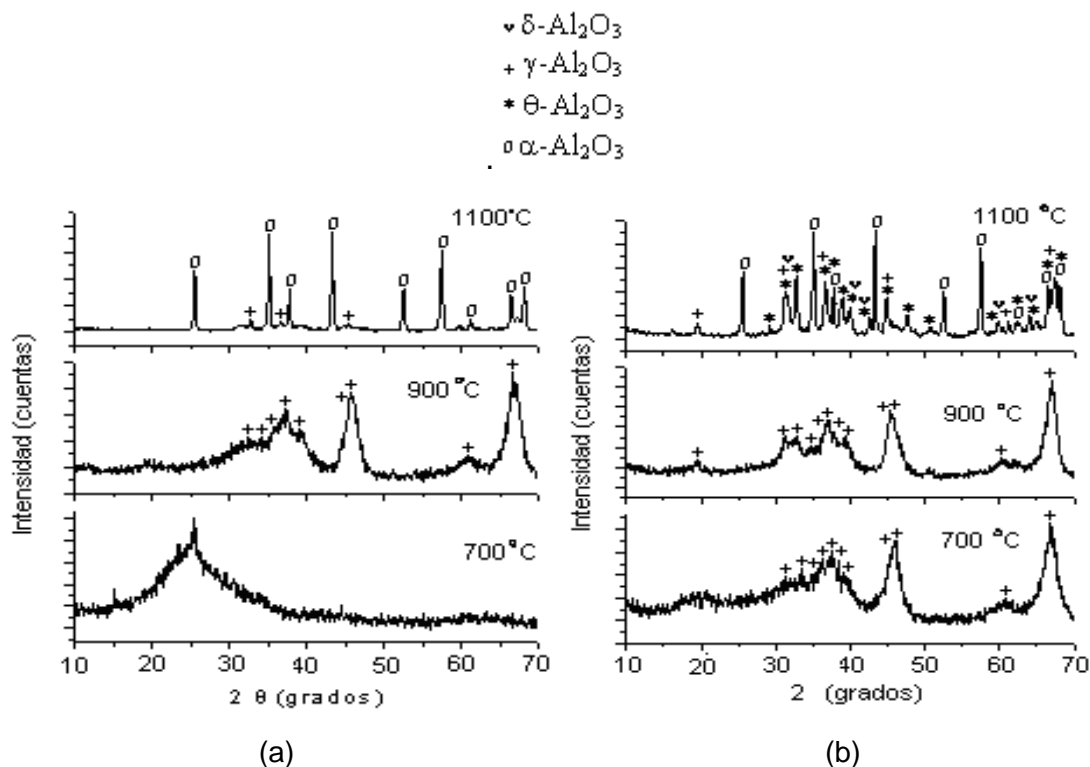 δ-Al₂O₃
+ γ-Al₂O₃
* θ-Al₂O₃
α-Al₂O₃
Intensidad (cuentas)
1100°C
900 °C
700 °C
10 20 30 40 50 60 70
2 θ (grados)
(a)
Intensidad (cuentas)
1100 °C
900 °C
700 °C
10 20 30 40 50 60 70
2 (grados)
(b)